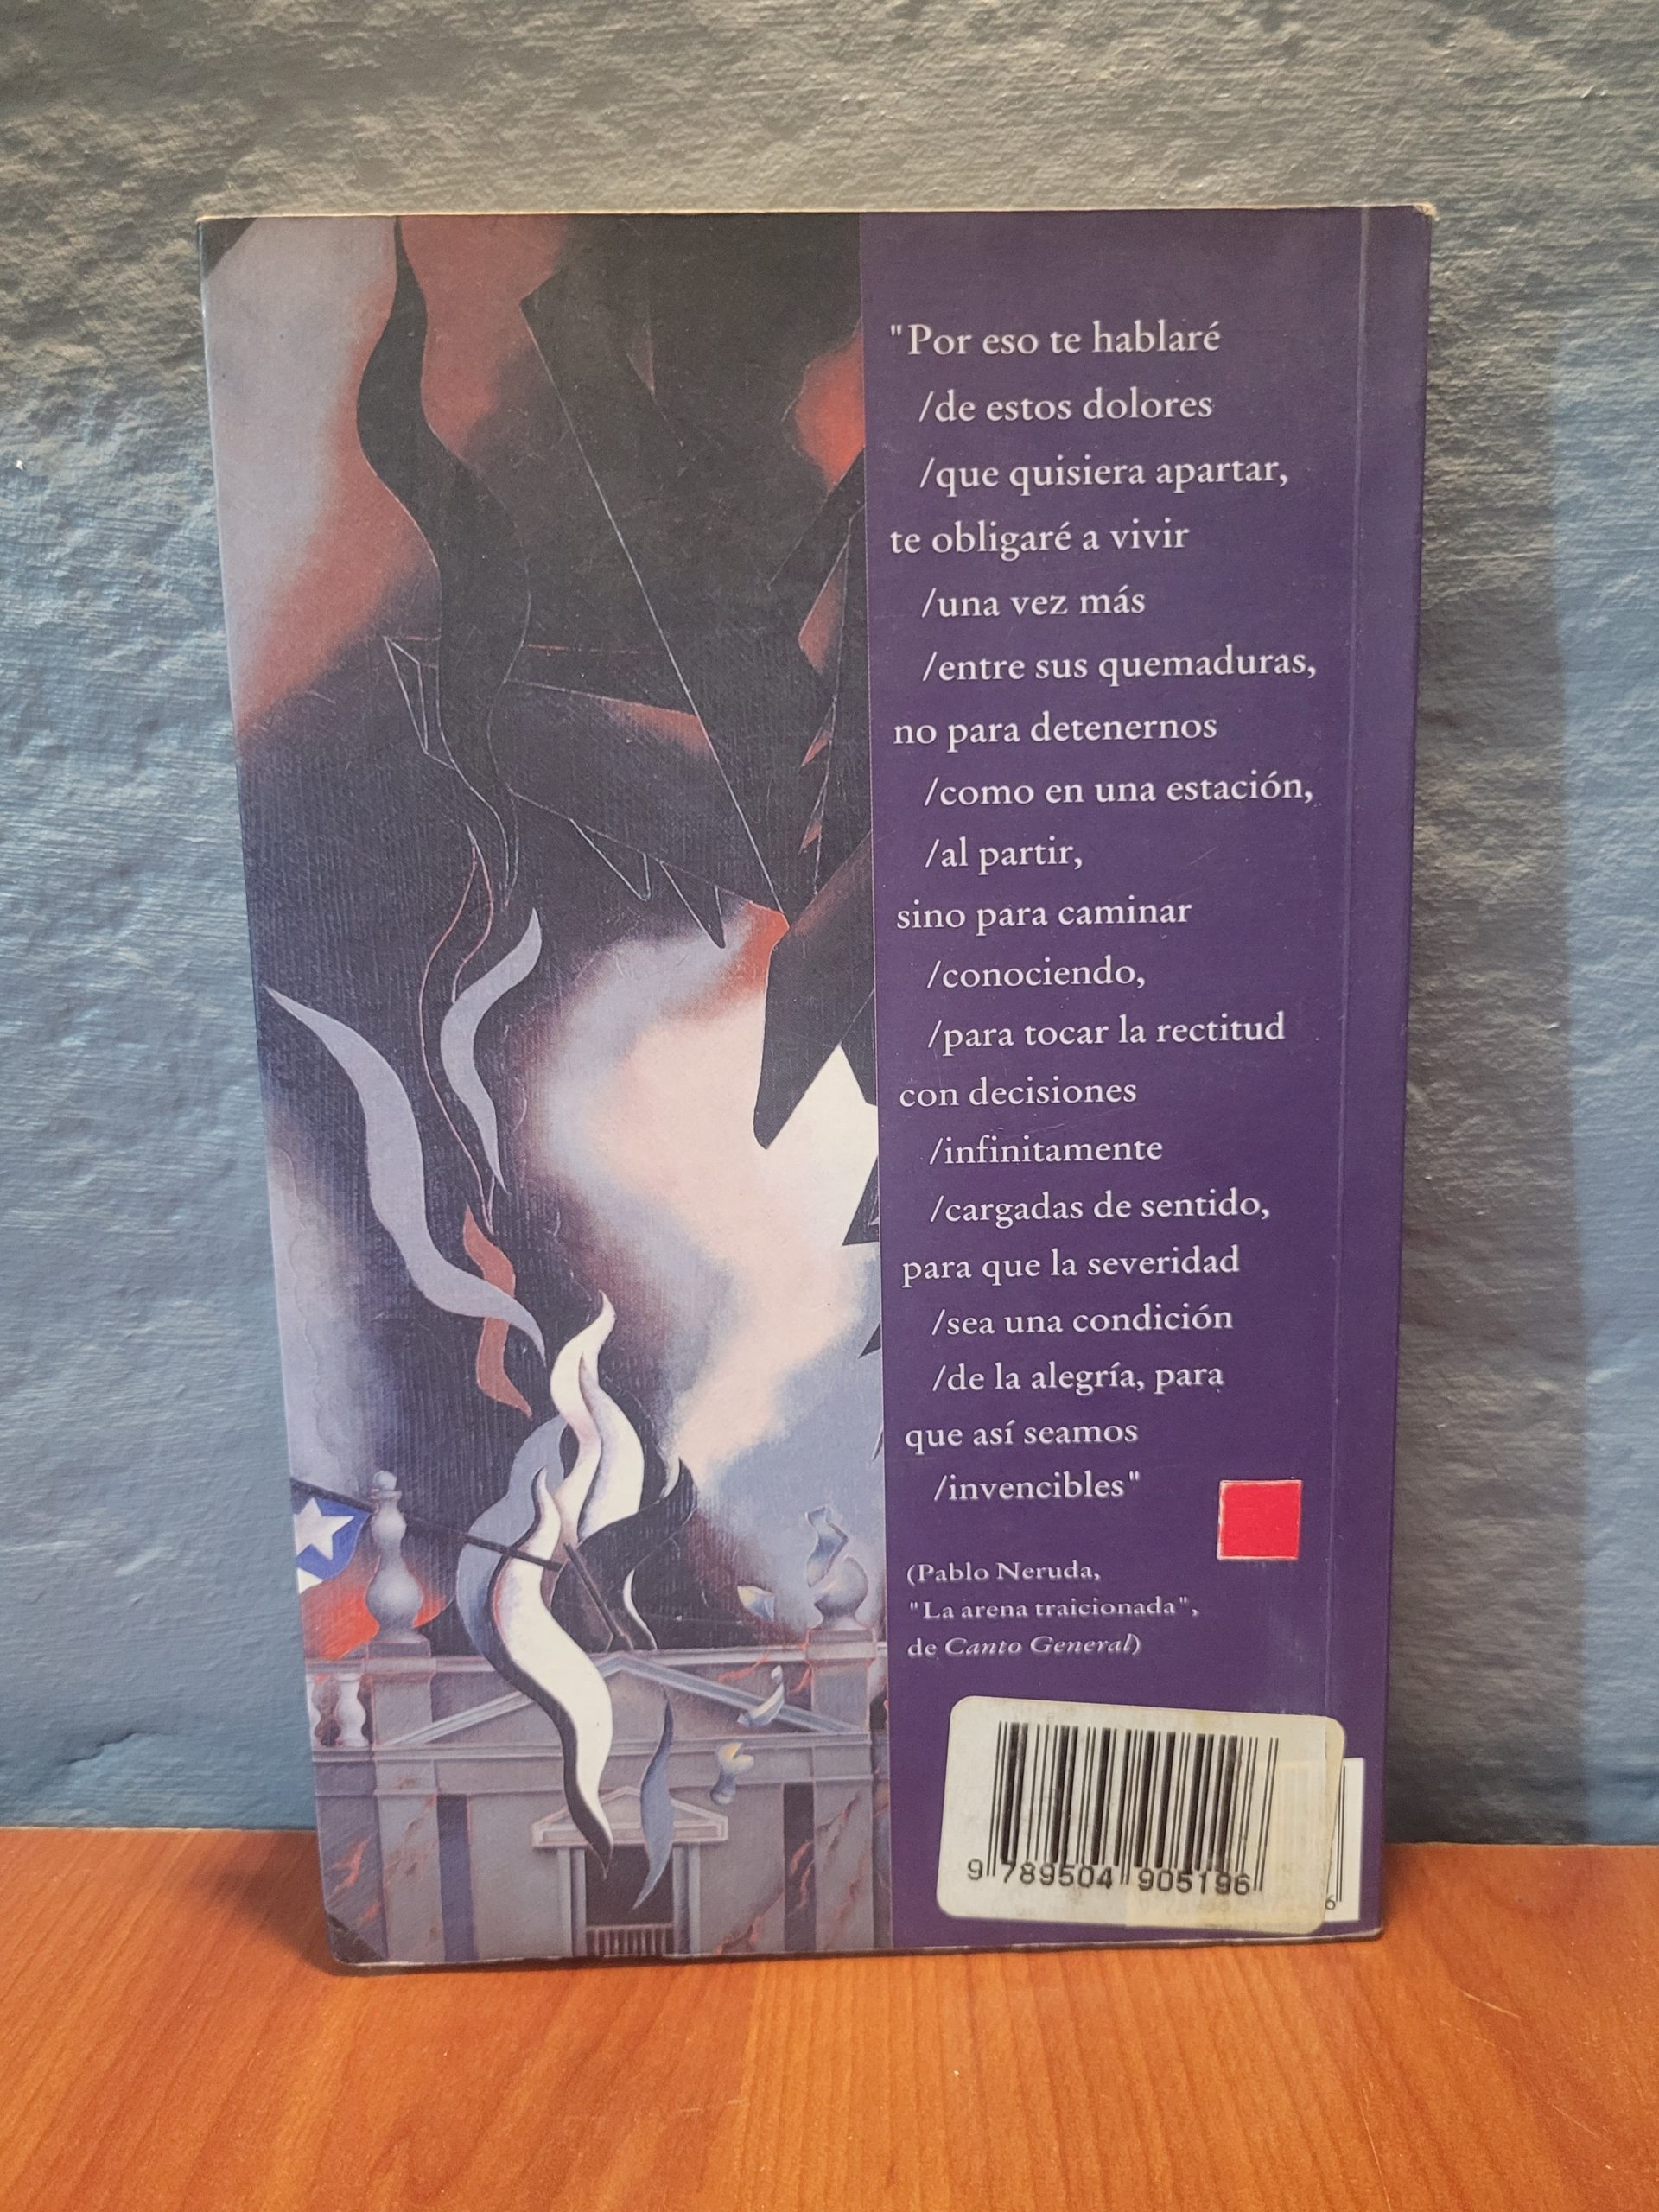 "Por eso te hablaré
/de estos dolores
/que quisiera apartar,
te obligaré a vivir
/una vez más
/entre sus quemaduras,
no para detenernos
/como en una estación,
/al partir,
sino para caminar
/conociendo,
/para tocar la rectitud
con decisiones
/infinitamente
/cargadas de sentido,
para que la severidad
/sea una condición
/de la alegría, para
que así seamos
/invencibles"
(Pablo Neruda,
"La arena traicionada",
de Canto General)
9 789504 905196
6